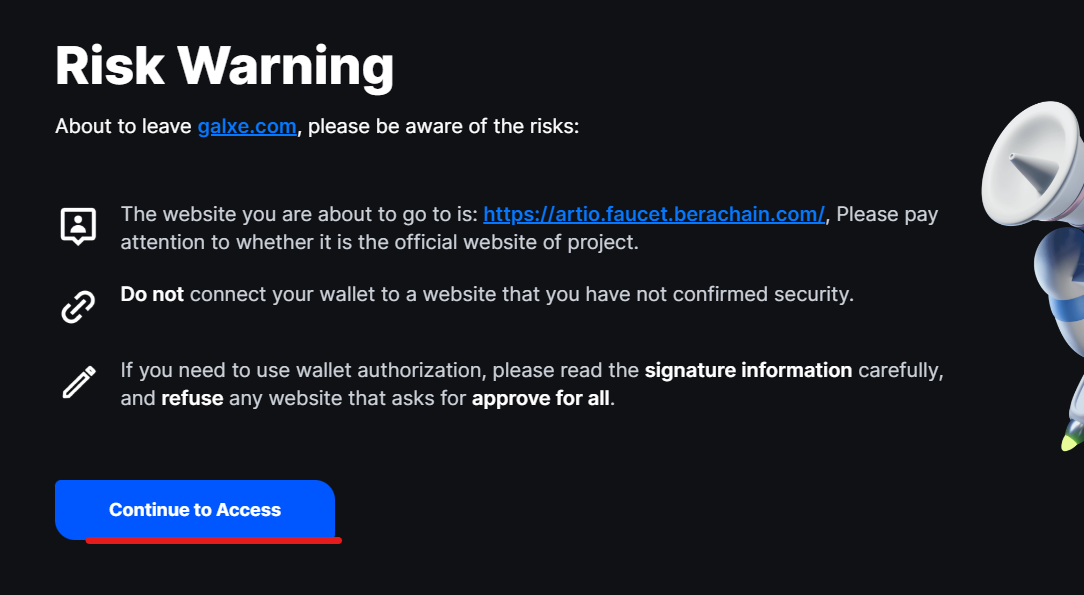 Risk Warning
About to leave galxe.com, please be aware of the risks:
The website you are about to go to is: https://artio.faucet.berachain.com/, Please pay
attention to whether it is the official website of project.
Do not connect your wallet to a website that you have not confirmed security.
If you need to use wallet authorization, please read the signature information carefully,
and refuse any website that asks for approve for all.
Continue to Access